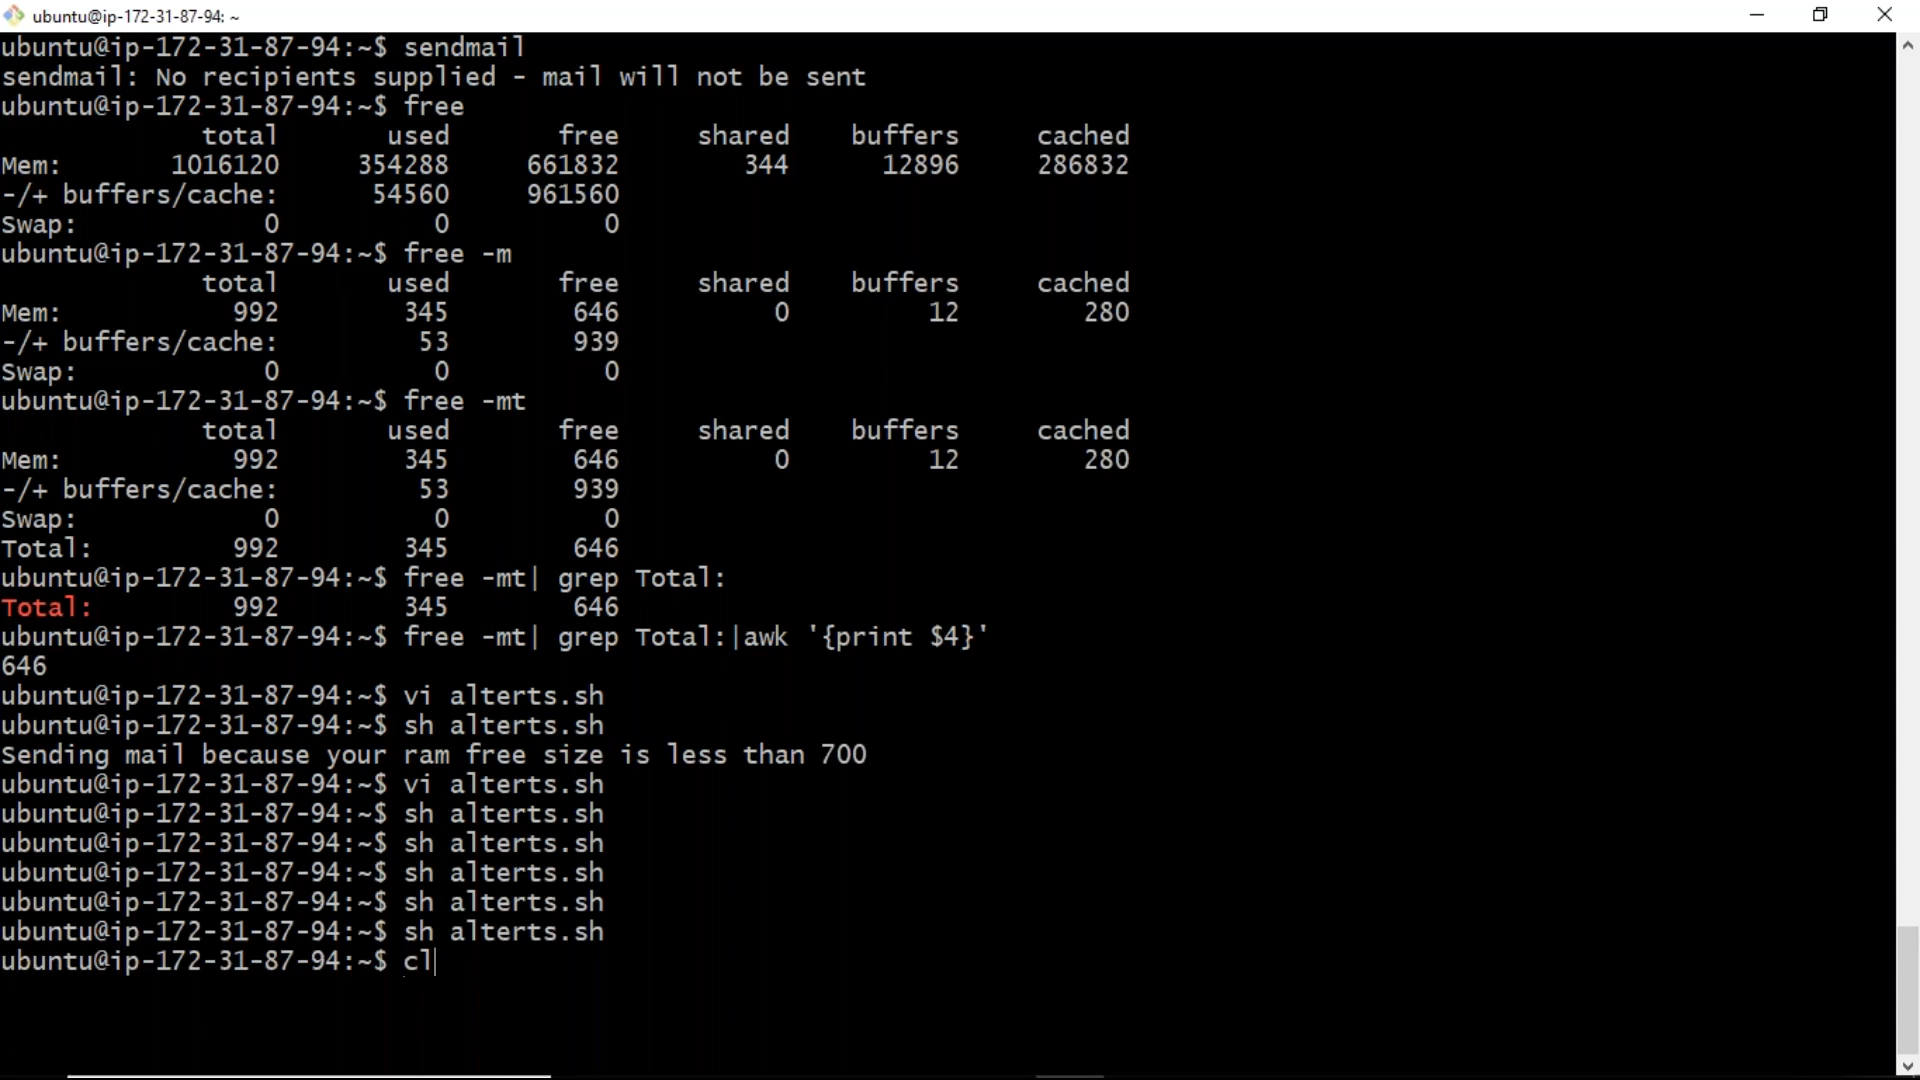 ubuntu@ip-172-31-87-94: ~
ubuntu@ip-172-31-87-94:~$ sendmail
sendmail: No recipients supplied - mail will not be sent
ubuntu@ip-172-31-87-94:~$ free
total used free shared buffers cached
Mem: 1016120 354288 661832 344 12896 286832
-/+ buffers/cache: 54560 961560
Swap: 0 0 0
ubuntu@ip-172-31-87-94:~$ free -m
total used free shared buffers cached
Mem: 992 345 646 0 12 280
-/+ buffers/cache: 53 939
Swap: 0 0 0
ubuntu@ip-172-31-87-94:~$ free -mt
total used free shared buffers cached
Mem: 992 345 646 0 12 280
-/+ buffers/cache: 53 939
Swap: 0 0 0
Total: 992 345 646
ubuntu@ip-172-31-87-94:~$ free -mt| grep Total:
Total: 992 345 646
ubuntu@ip-172-31-87-94:~$ free -mt| grep Total:|awk '{print $4}'
646
ubuntu@ip-172-31-87-94:~$ vi alterts.sh
ubuntu@ip-172-31-87-94:~$ sh alterts.sh
Sending mail because your ram free size is less than 700
ubuntu@ip-172-31-87-94:~$ vi alterts.sh
ubuntu@ip-172-31-87-94:~$ sh alterts.sh
ubuntu@ip-172-31-87-94:~$ sh alterts.sh
ubuntu@ip-172-31-87-94:~$ sh alterts.sh
ubuntu@ip-172-31-87-94:~$ sh alterts.sh
ubuntu@ip-172-31-87-94:~$ sh alterts.sh
ubuntu@ip-172-31-87-94:~$ cl